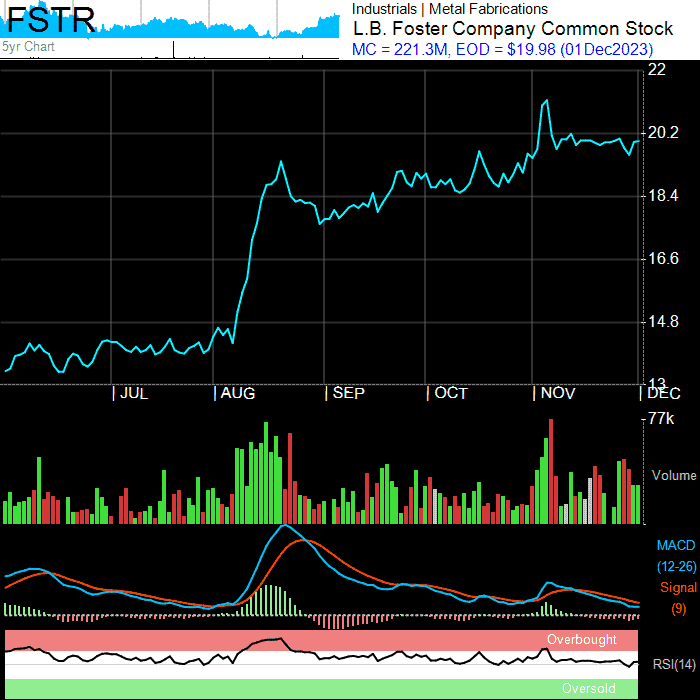 FSTR
5yr Chart
Industrials | Metal Fabrications
L.B. Foster Company Common Stock
MC = 221.3M, EOD = $19.98 (01Dec2023)
22
20.2
18.4
16.6
14.8
13
JUL AUG SEP OCT NOV DEC
77k
Volume
MACD
(12-26)
Signal
(9)
Overbought
RSI(14)
Oversold